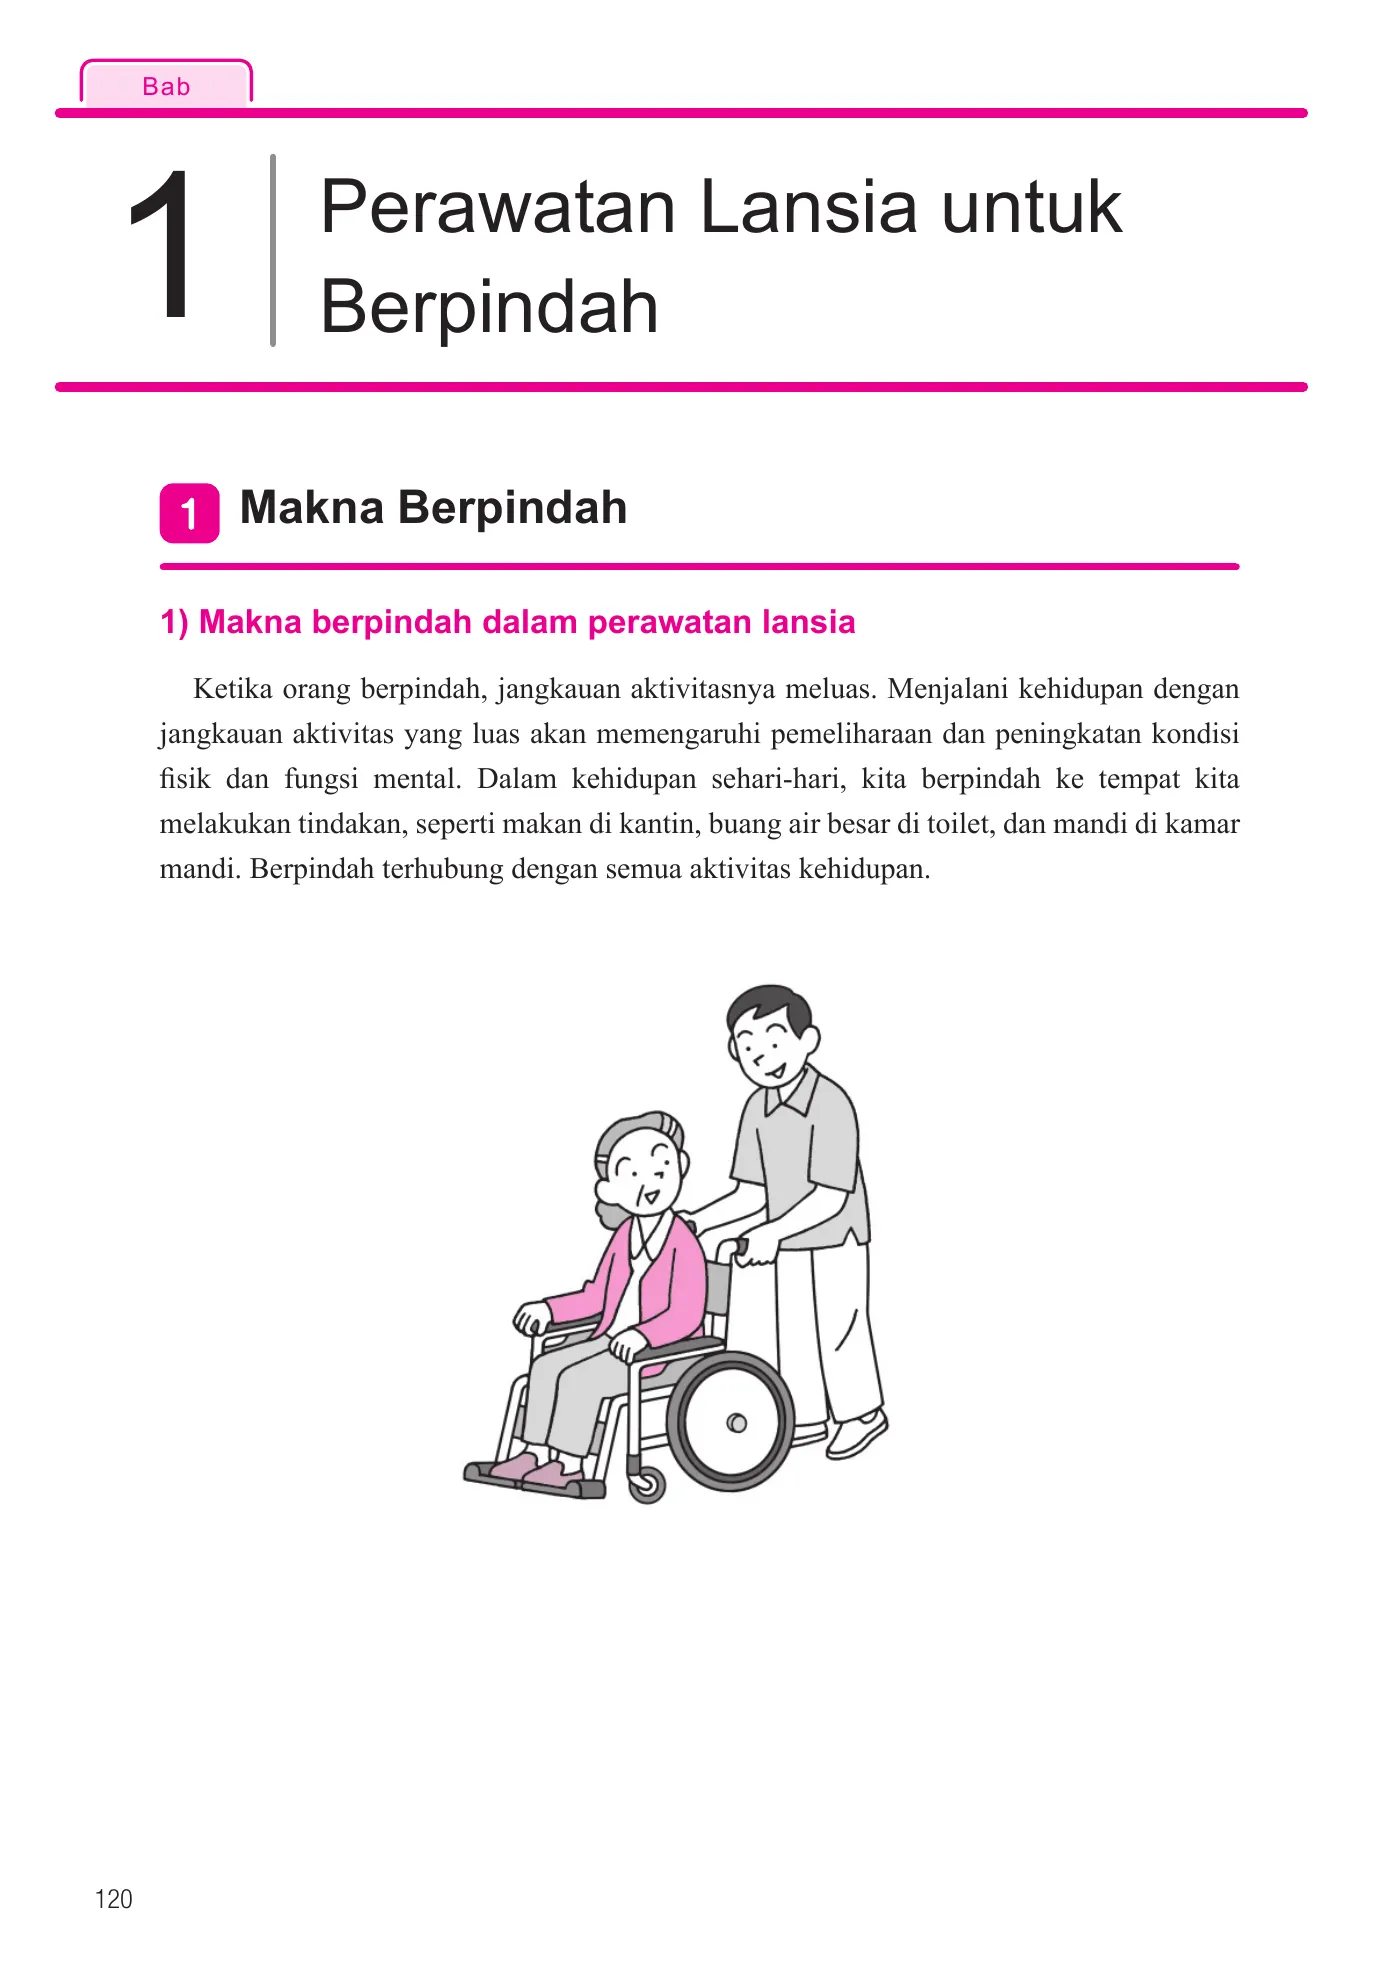 Bab
1
Perawatan Lansia untuk
Berpindah
1 Makna Berpindah
1) Makna berpindah dalam perawatan lansia
Ketika orang berpindah, jangkauan aktivitasnya meluas. Menjalani kehidupan dengan
jangkauan aktivitas yang luas akan memengaruhi pemeliharaan dan peningkatan kondisi
fisik dan fungsi mental. Dalam kehidupan sehari-hari, kita berpindah ke tempat kita
melakukan tindakan, seperti makan di kantin, buang air besar di toilet, dan mandi di kamar
mandi. Berpindah terhubung dengan semua aktivitas kehidupan.
120